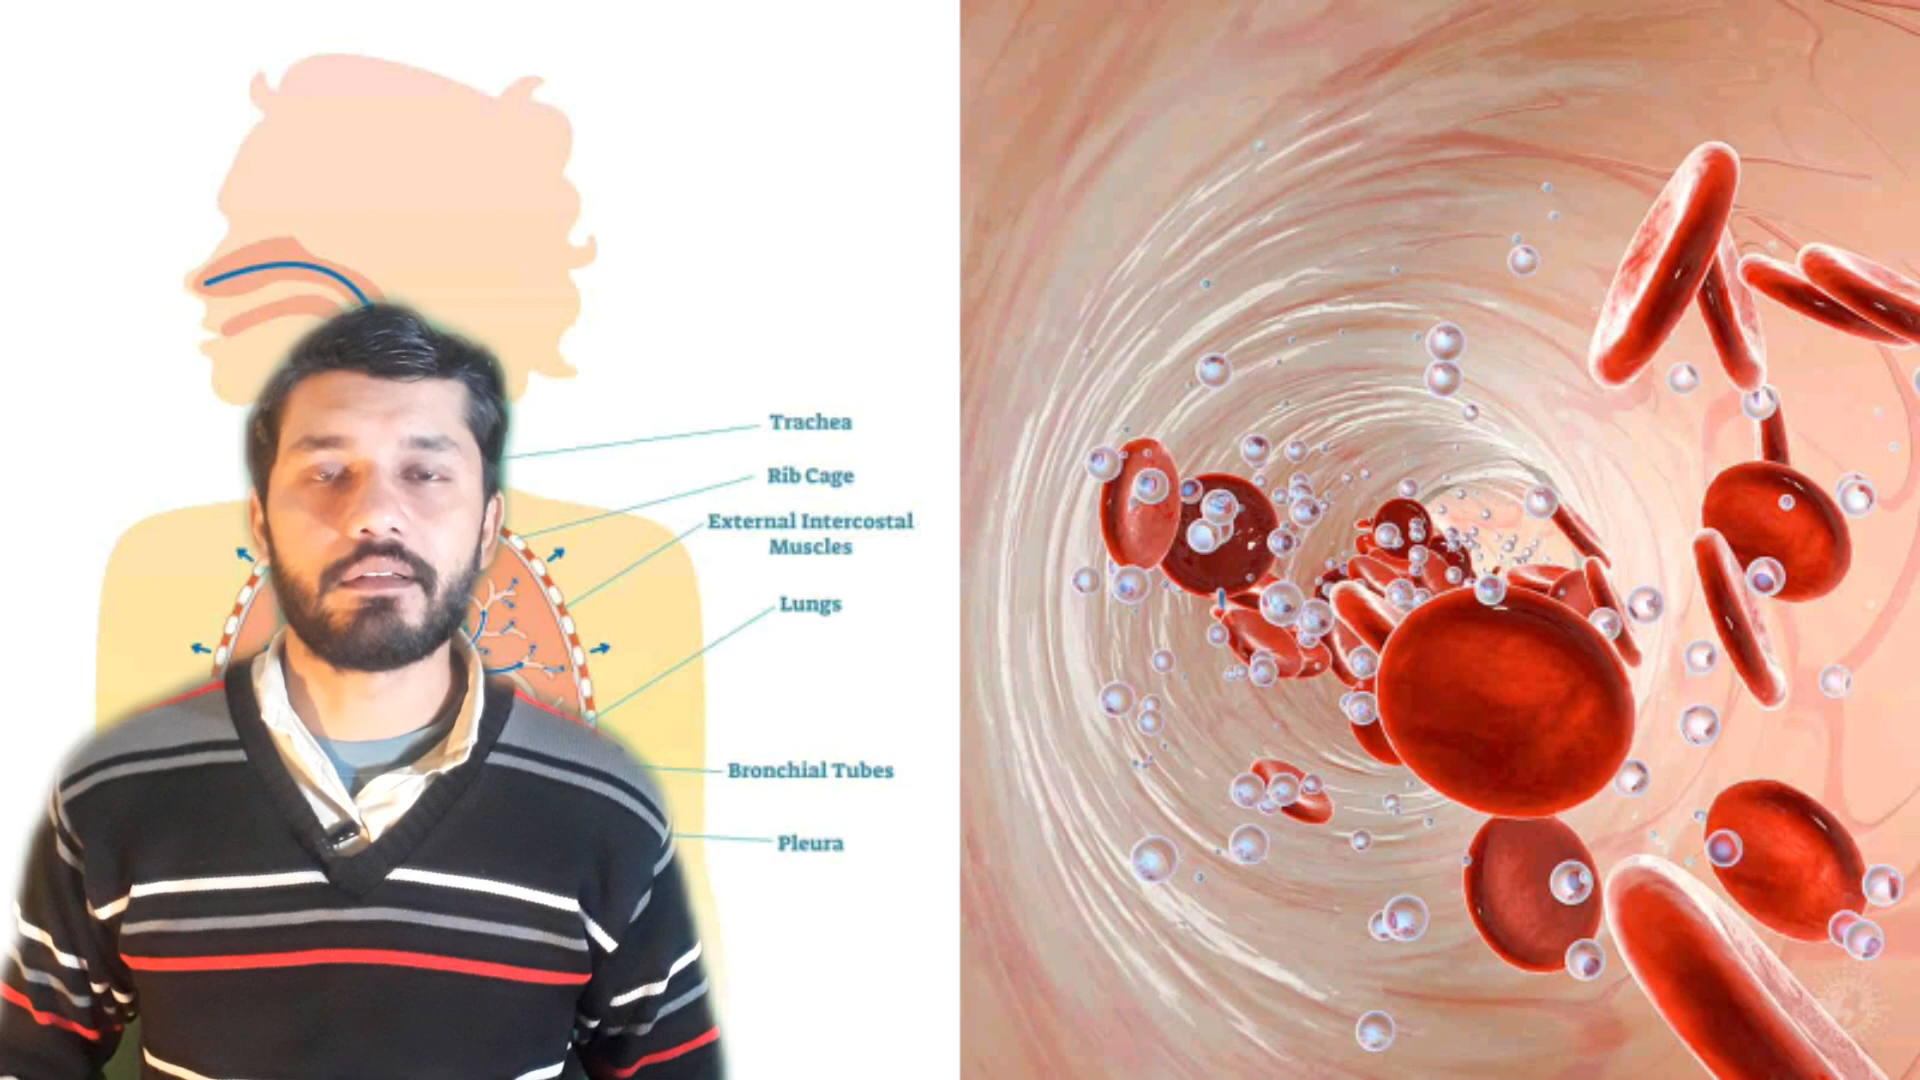 Trachea
Rib Cage
External Intercostal
Muscles
Lungs
Bronchial Tubes
Pleura